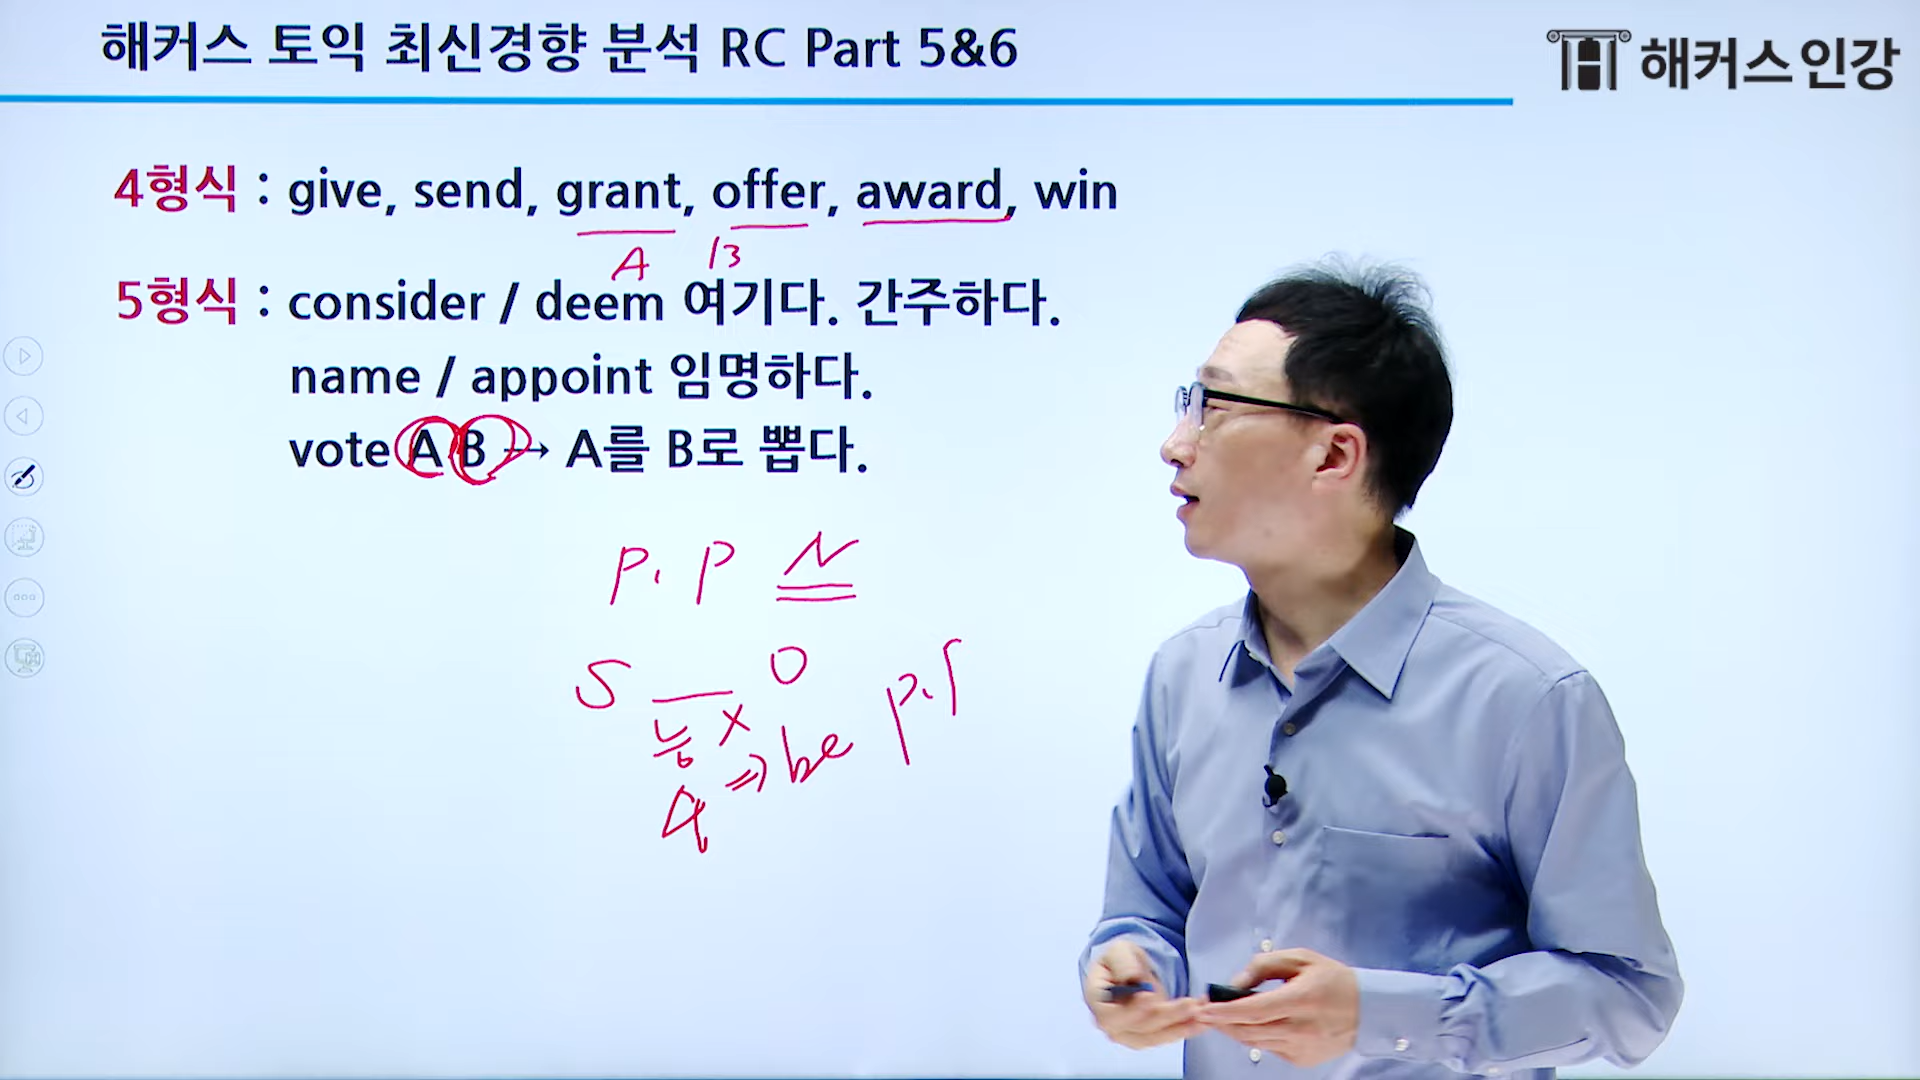 해커스 토익 최신경향 분석 RC Part 5&6
해커스인강
4형식 : give, send, grant, offer, award, win
A B
5형식 : consider / deem 여기다. 간주하다.
name / appoint 임명하다.
vote A B → A를 B로 뽑다.
P. P N
S O
능 X
⇒ be p.p